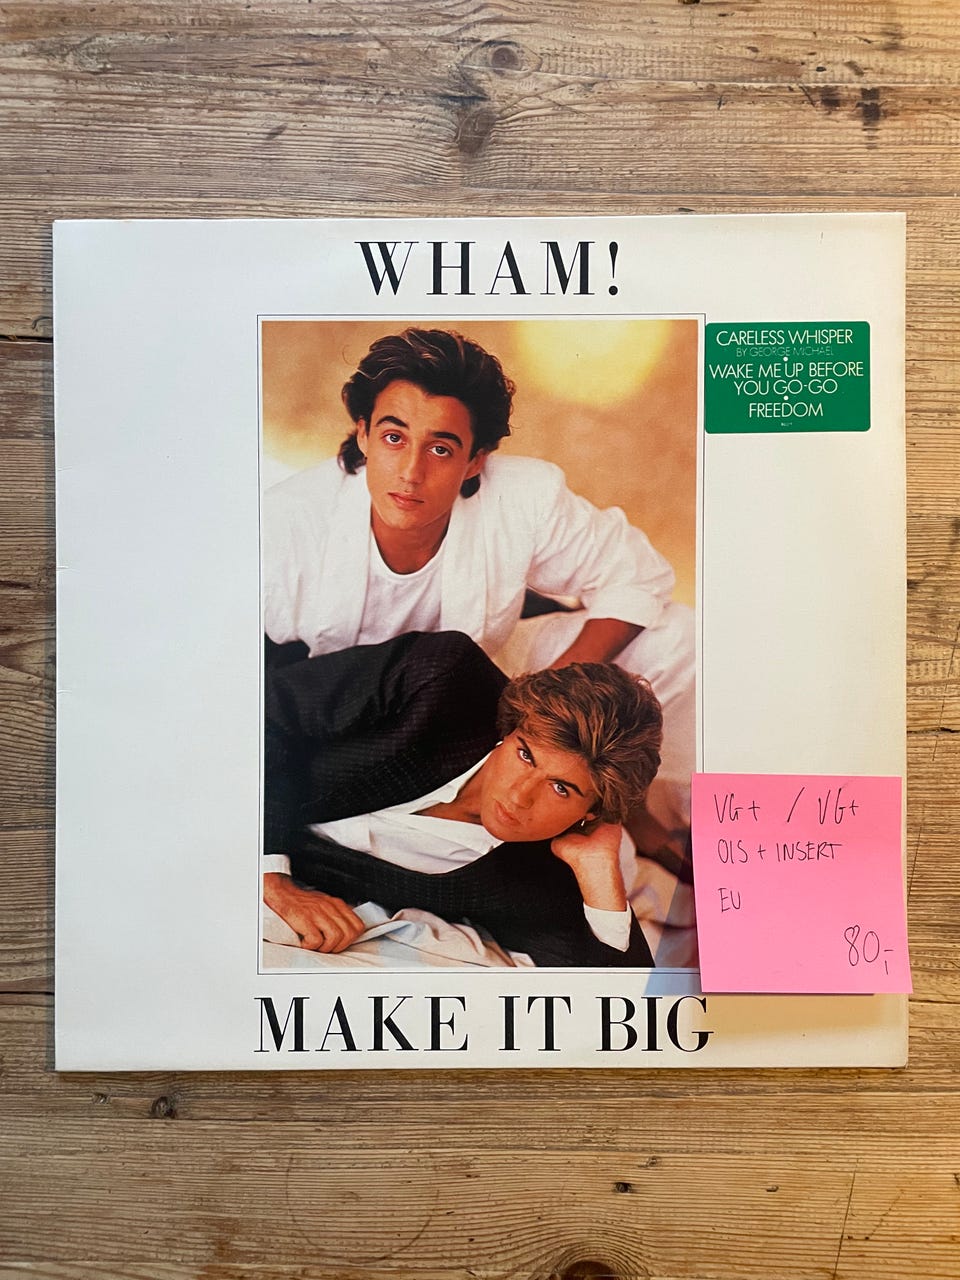 WHAM!
CARELESS WHISPER
BY GEORGE MICHAEL
•
WAKE ME UP BEFORE
YOU GO-GO
•
FREEDOM
VG+ / VG+
OIS + INSERT
EU
80,-
MAKE IT BIG